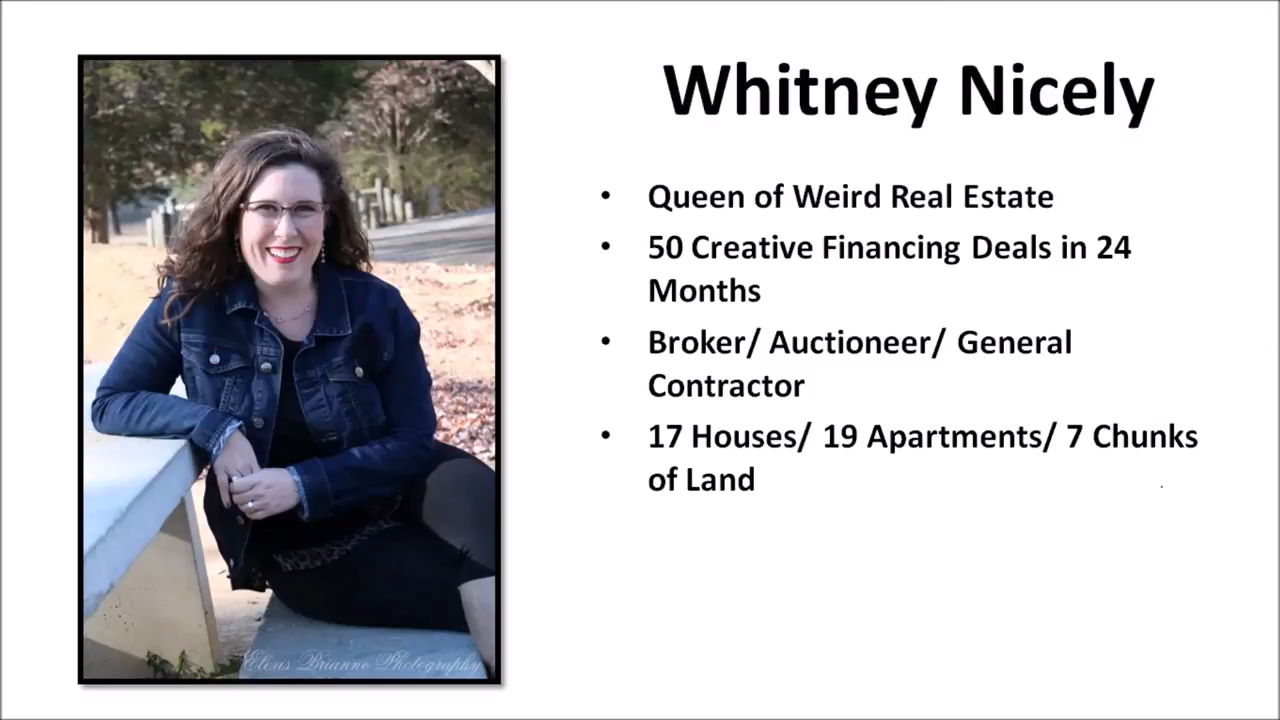 Whitney Nicely
• Queen of Weird Real Estate
• 50 Creative Financing Deals in 24
Months
• Broker/ Auctioneer/ General
Contractor
• 17 Houses/ 19 Apartments/ 7 Chunks
of Land
Brianne Photography